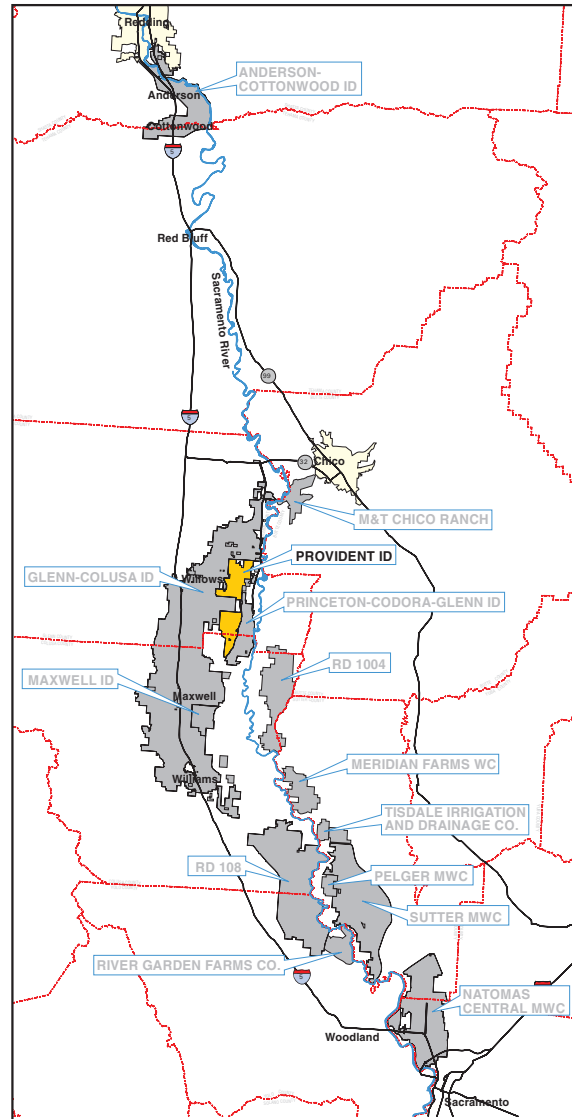 Redding
ANDERSON-
COTTONWOOD ID
Anderson
Cottonwood
5
Red Bluff
Sacramento River
99
5
32
Chico
M&T CHICO RANCH
PROVIDENT ID
GLENN-COLUSA ID
Willows
PRINCETON-CODORA-GLENN ID
RD 1004
MAXWELL ID
Maxwell
MERIDIAN FARMS WC
Williams
TISDALE IRRIGATION
AND DRAINAGE CO.
RD 108
PELGER MWC
SUTTER MWC
RIVER GARDEN FARMS CO.
5
NATOMAS
CENTRAL MWC
Woodland
Sacramento